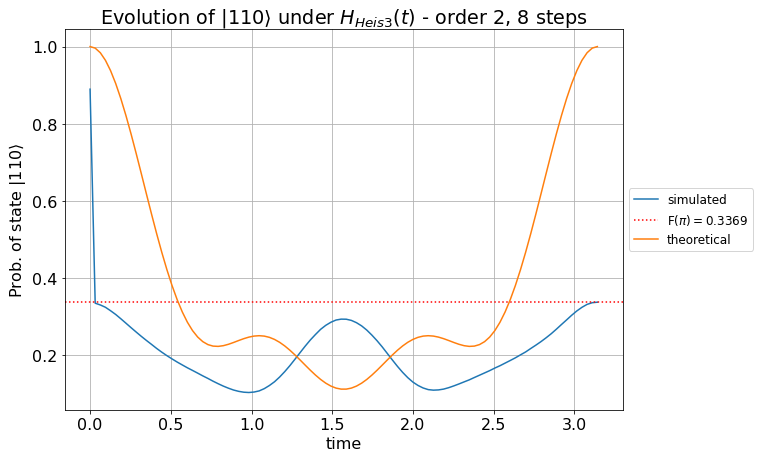 Evolution of |110⟩ under H_{Heis3}(t) - order 2, 8 steps
Prob. of state |110⟩
1.0
0.8
0.6
0.4
0.2
0.0
0.5
1.0
1.5
2.0
2.5
3.0
time
simulated
F(π) = 0.3369
theoretical